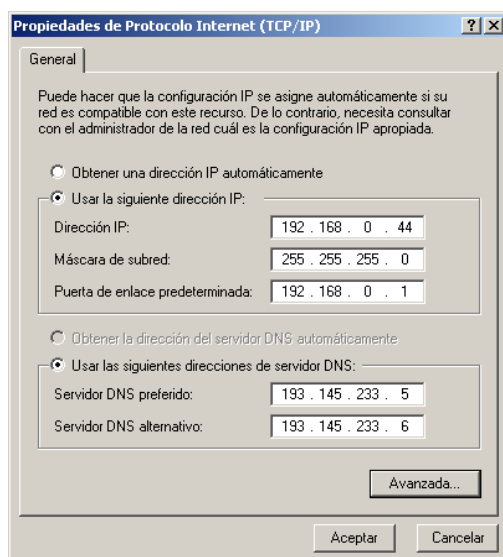 Propiedades de Protocolo Internet (TCP/IP)
General
Puede hacer que la configuración IP se asigne automáticamente si su
red es compatible con este recurso. De lo contrario, necesita consultar
con el administrador de la red cuál es la configuración IP apropiada.
Obtener una dirección IP automáticamente
Usar la siguiente dirección IP:
Dirección IP: 192 . 168 . 0 . 44
Máscara de subred: 255 . 255 . 255 . 0
Puerta de enlace predeterminada: 192 . 168 . 0 . 1
Obtener la dirección del servidor DNS automáticamente
Usar las siguientes direcciones de servidor DNS:
Servidor DNS preferido: 193 . 145 . 233 . 5
Servidor DNS alternativo: 193 . 145 . 233 . 6
Avanzada...
Aceptar Cancelar